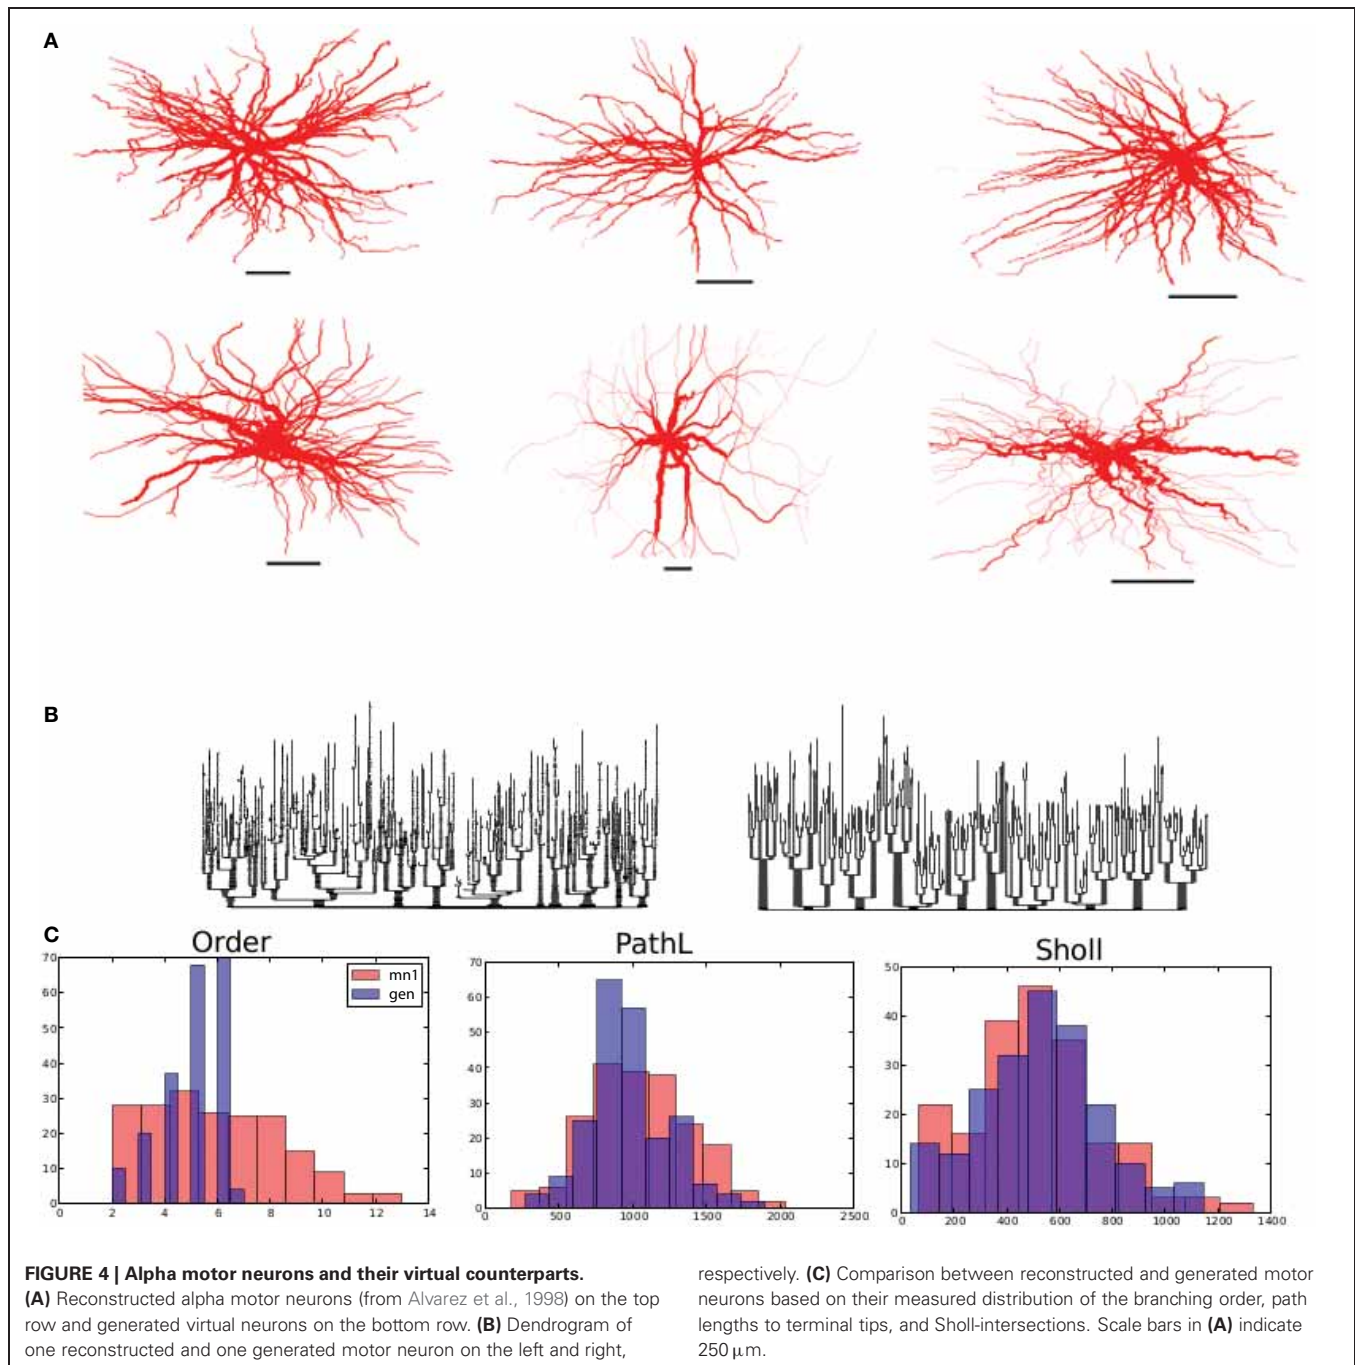 A
B
C
Order
70
60
50
40
30
20
10
0
0 2 4 6 8 10 12 14
mn1
gen
PathL
70
60
50
40
30
20
10
0
0 500 1000 1500 2000 2500
Sholl
50
40
30
20
10
0
0 200 400 600 800 1000 1200 1400
FIGURE 4 | Alpha motor neurons and their virtual counterparts.
(A) Reconstructed alpha motor neurons (from Alvarez et al., 1998) on the top
row and generated virtual neurons on the bottom row. (B) Dendrogram of
one reconstructed and one generated motor neuron on the left and right,
respectively. (C) Comparison between reconstructed and generated motor
neurons based on their measured distribution of the branching order, path
lengths to terminal tips, and Sholl-intersections. Scale bars in (A) indicate
250 μm.